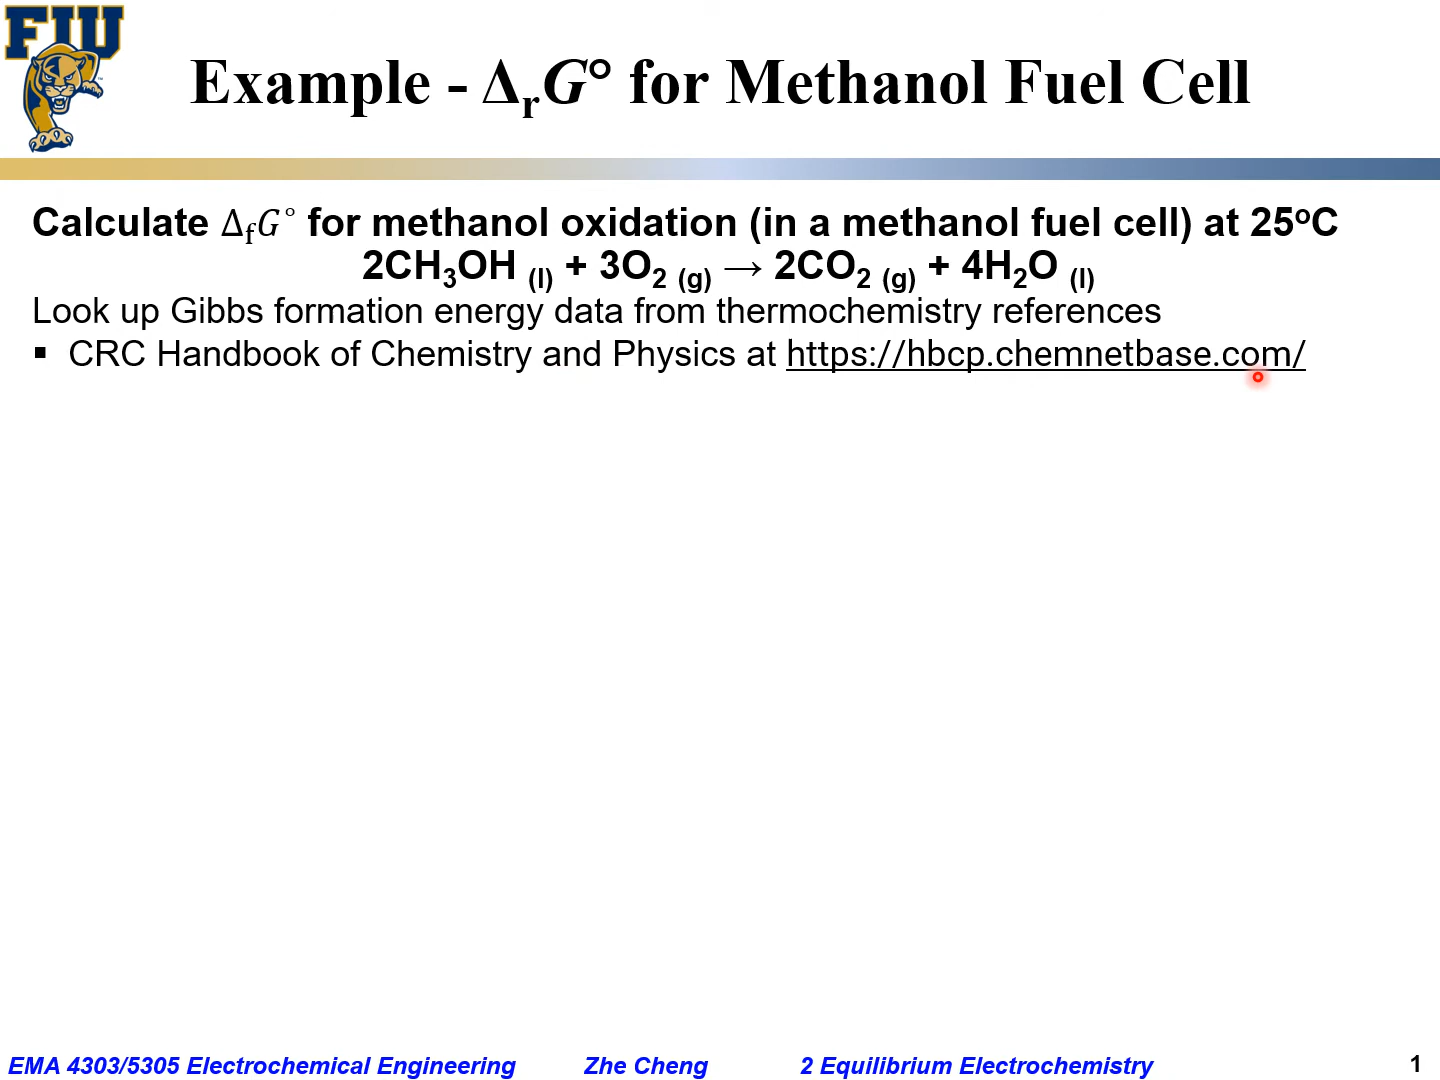 FIU
Example - ΔrG° for Methanol Fuel Cell
Calculate ΔfG° for methanol oxidation (in a methanol fuel cell) at 25ºC
2CH3OH (l) + 3O2 (g) → 2CO2 (g) + 4H2O (l)
Look up Gibbs formation energy data from thermochemistry references
▪ CRC Handbook of Chemistry and Physics at https://hbcp.chemnetbase.com/
EMA 4303/5305 Electrochemical Engineering Zhe Cheng 2 Equilibrium Electrochemistry 1